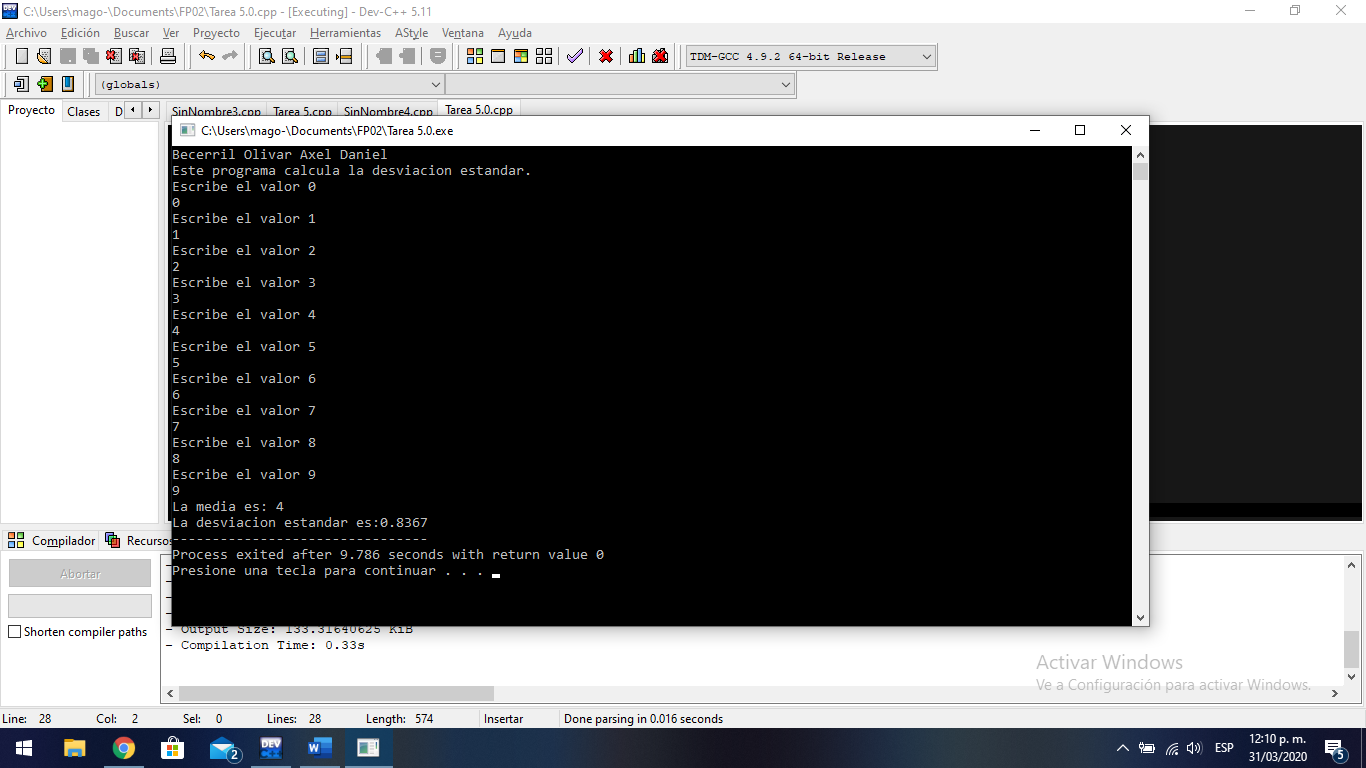 C:\Users\mago-\Documents\FP02\Tarea 5.0.cpp - [Executing] - Dev-C++ 5.11
Archivo Edición Buscar Ver Proyecto Ejecutar Herramientas AStyle Ventana Ayuda
TDM-GCC 4.9.2 64-bit Release
(globals)
Proyecto Clases D
SinNombre3.cpp Tarea 5.cpp SinNombre4.cpp Tarea 5.0.cpp
C:\Users\mago-\Documents\FP02\Tarea 5.0.exe
Becerril Olivar Axel Daniel
Este programa calcula la desviacion estandar.
Escribe el valor 0
0
Escribe el valor 1
1
Escribe el valor 2
2
Escribe el valor 3
3
Escribe el valor 4
4
Escribe el valor 5
5
Escribe el valor 6
6
Escribe el valor 7
7
Escribe el valor 8
8
Escribe el valor 9
9
La media es: 4
La desviacion estandar es:0.8367
--------------------------------
Process exited after 9.786 seconds with return value 0
Presione una tecla para continuar . . .
Compilador Recursos
Abortar
Shorten compiler paths
- Output Size: 133.31640625 KiB
- Compilation Time: 0.33s
Activar Windows
Ve a Configuración para activar Windows.
Line: 28 Col: 2 Sel: 0 Lines: 28 Length: 574 Insertar Done parsing in 0.016 seconds
DEV
2
W
ESP
12:10 p. m.
31/03/2020
5